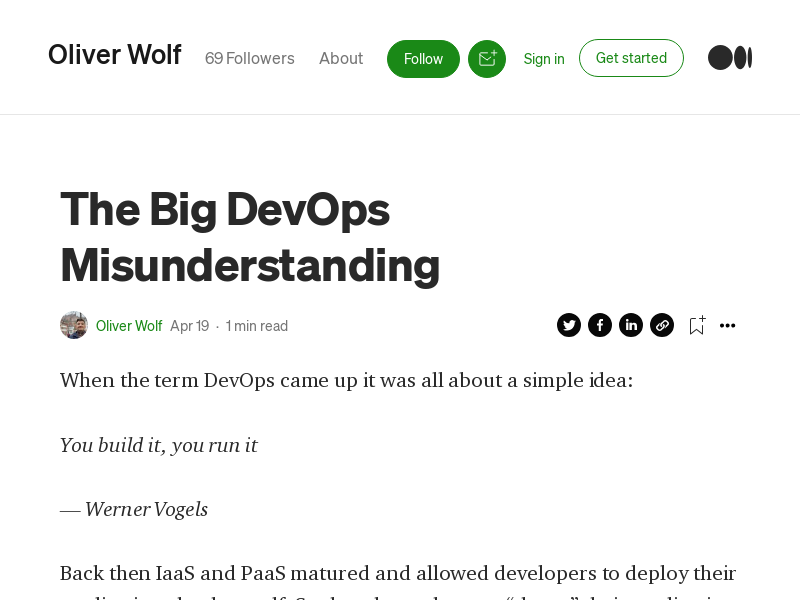 Oliver Wolf
69 Followers
About
Follow
Sign in
Get started
The Big DevOps
Misunderstanding
Oliver Wolf Apr 19 · 1 min read
When the term DevOps came up it was all about a simple idea:
You build it, you run it
— Werner Vogels
Back then IaaS and PaaS matured and allowed developers to deploy their